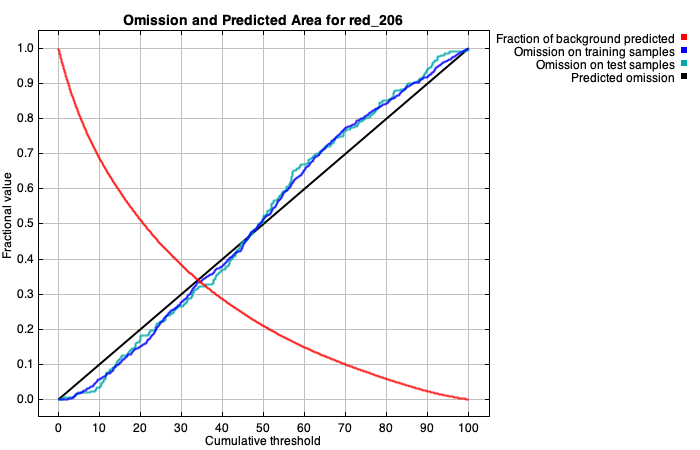 Omission and Predicted Area for red_206
Fraction of background predicted
Omission on training samples
Omission on test samples
Predicted omission
Fractional value
1.0
0.9
0.8
0.7
0.6
0.5
0.4
0.3
0.2
0.1
0.0
0 10 20 30 40 50 60 70 80 90 100
Cumulative threshold